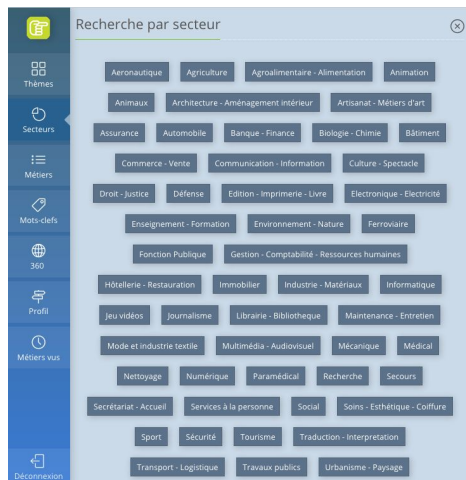 Recherche par secteur
Thèmes
Secteurs
Métiers
Mots-clefs
360
Profil
Métiers vus
Déconnexion
Aeronautique Agriculture Agroalimentaire - Alimentation Animation
Animaux Architecture - Aménagement intérieur Artisanat - Métiers d'art
Assurance Automobile Banque - Finance Biologie - Chimie Bâtiment
Commerce - Vente Communication - Information Culture - Spectacle
Droit - Justice Défense Edition - Imprimerie - Livre Electronique - Electricité
Enseignement - Formation Environnement - Nature Ferroviaire
Fonction Publique Gestion - Comptabilité - Ressources humaines
Hôtellerie - Restauration Immobilier Industrie - Matériaux Informatique
Jeu vidéos Journalisme Librairie - Bibliotheque Maintenance - Entretien
Mode et industrie textile Multimédia - Audiovisuel Mécanique Médical
Nettoyage Numérique Paramédical Recherche Secours
Secrétariat - Accueil Services à la personne Social Soins - Esthétique - Coiffure
Sport Sécurité Tourisme Traduction - Interpretation
Transport - Logistique Travaux publics Urbanisme - Paysage